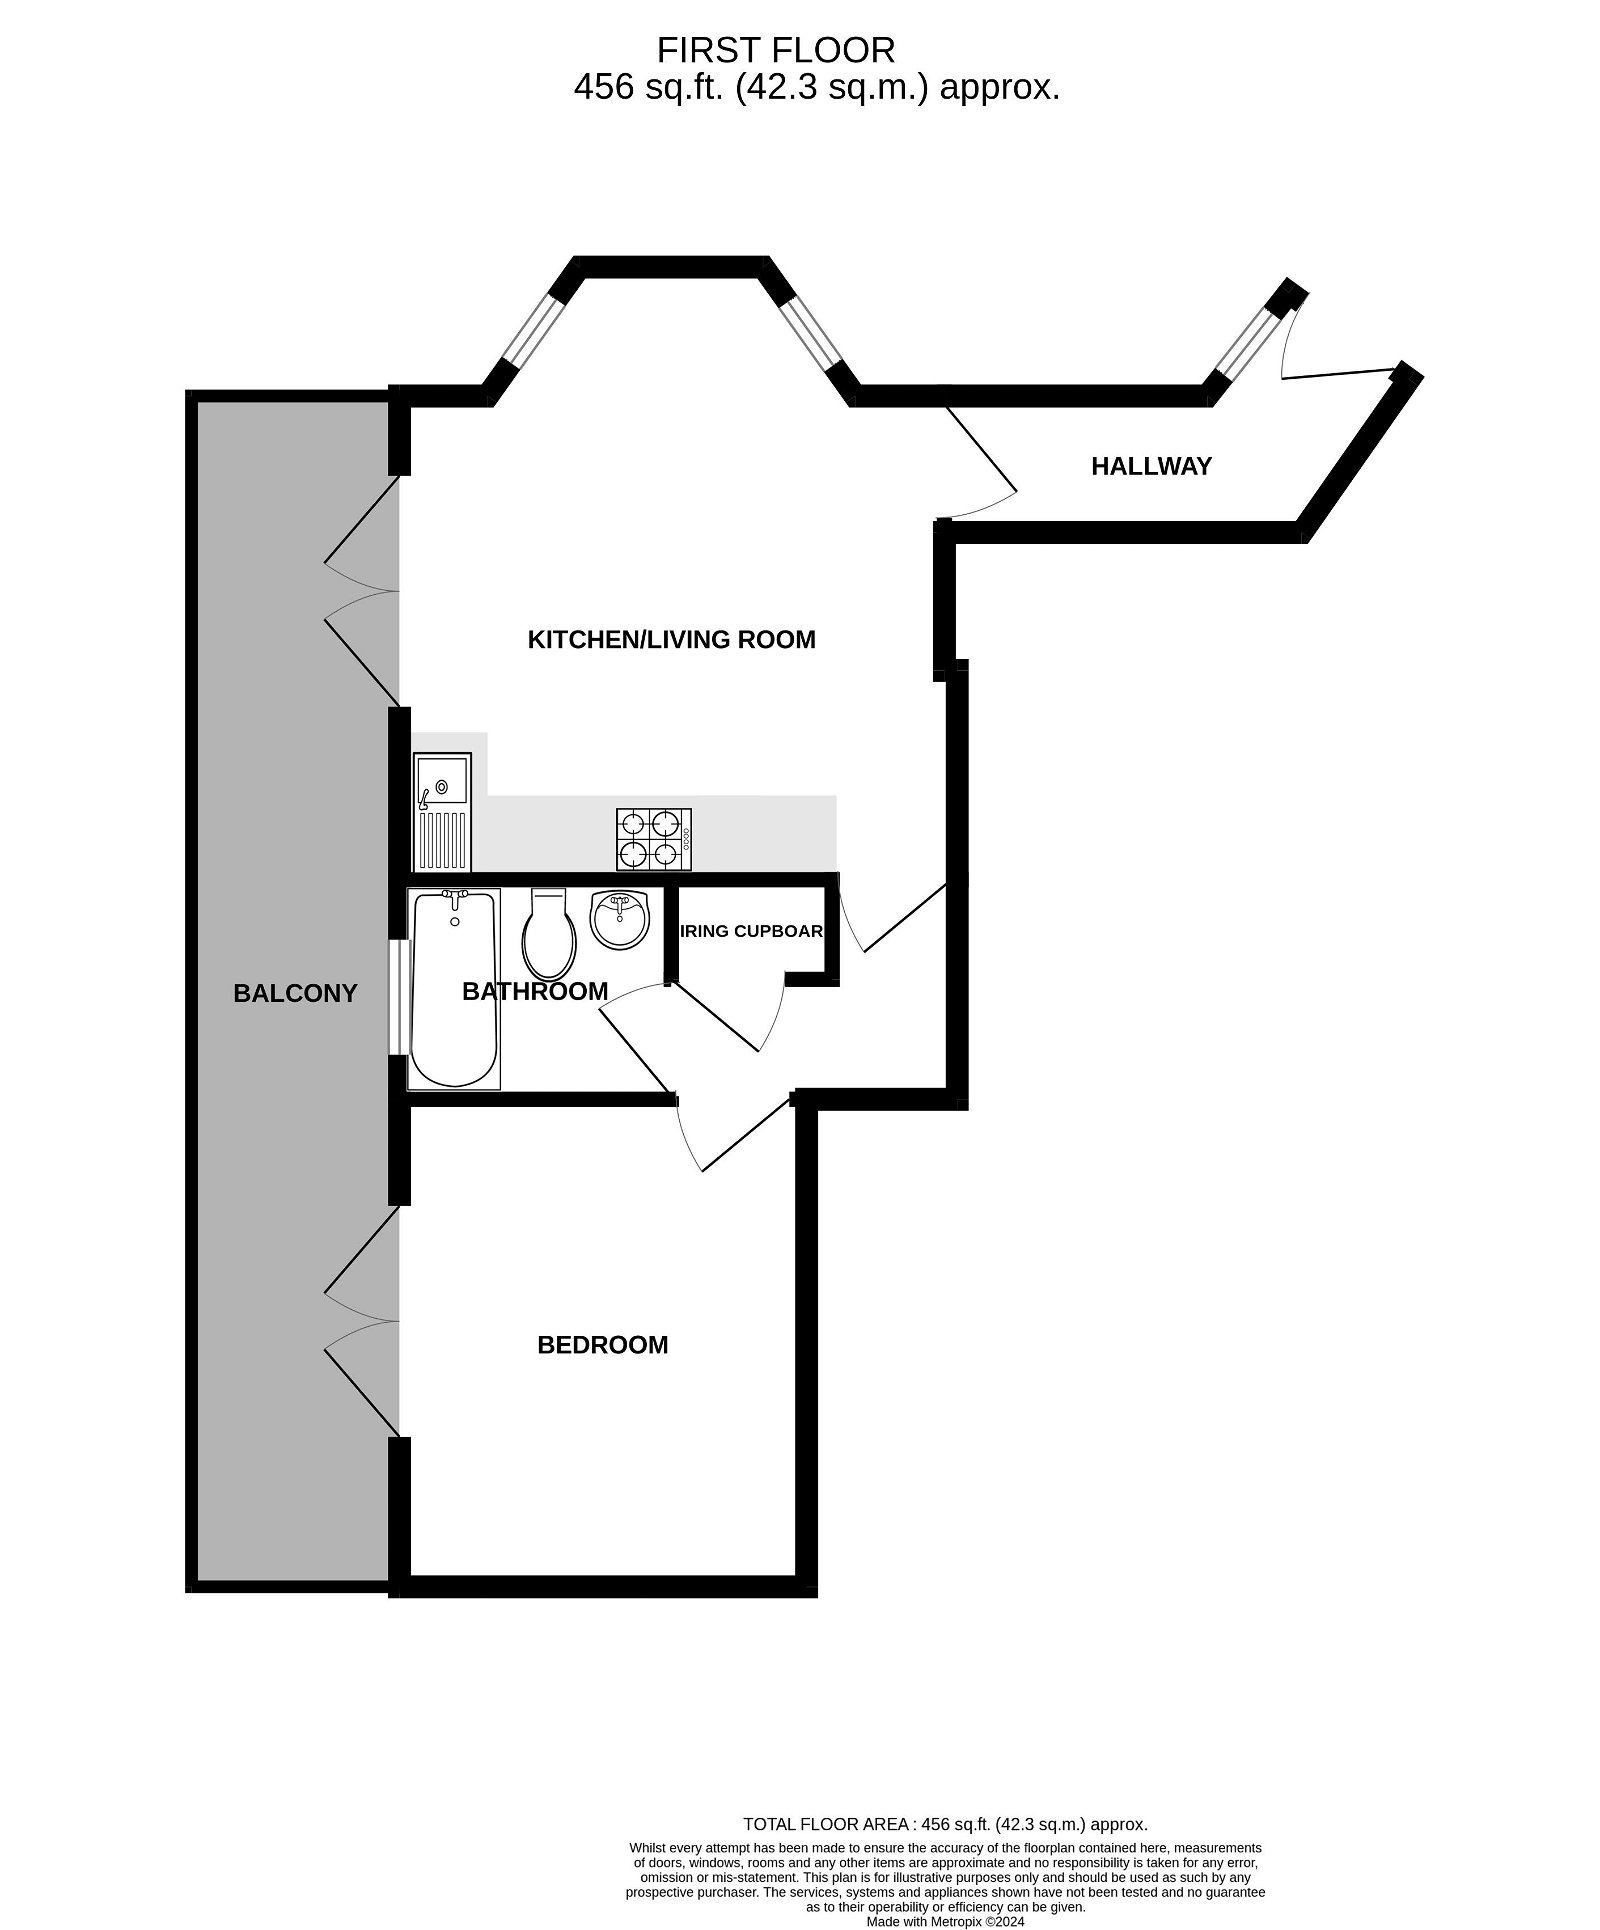 FIRST FLOOR
456 sq.ft. (42.3 sq.m.) approx.
HALLWAY
KITCHEN/LIVING ROOM
IRING CUPBOAR
BALCONY
BATHROOM
BEDROOM
TOTAL FLOOR AREA : 456 sq.ft. (42.3 sq.m.) approx.
Whilst every attempt has been made to ensure the accuracy of the floorplan contained here, measurements
of doors, windows, rooms and any other items are approximate and no responsibility is taken for any error,
omission or mis-statement. This plan is for illustrative purposes only and should be used as such by any
prospective purchaser. The services, systems and appliances shown have not been tested and no guarantee
as to their operability or efficiency can be given.
Made with Metropix ©2024